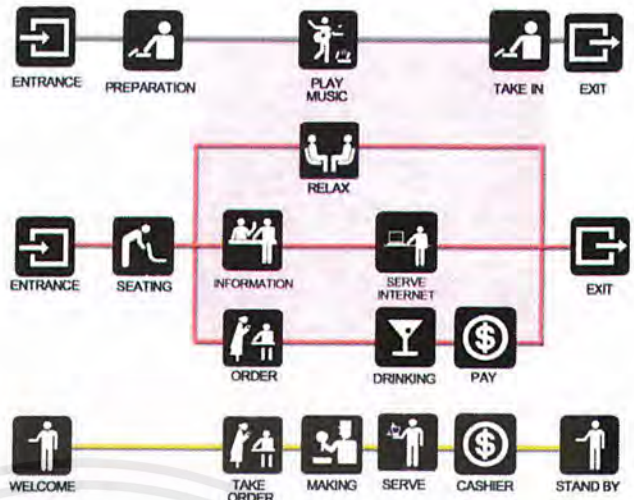 ENTRANCE
PREPARATION
PLAY
MUSIC
TAKE IN
EXIT
RELAX
ENTRANCE
SEATING
INFORMATION
SERVE
INTERNET
EXIT
ORDER
DRINKING
PAY
WELCOME
TAKE
ORDER
MAKING
SERVE
CASHIER
STAND BY